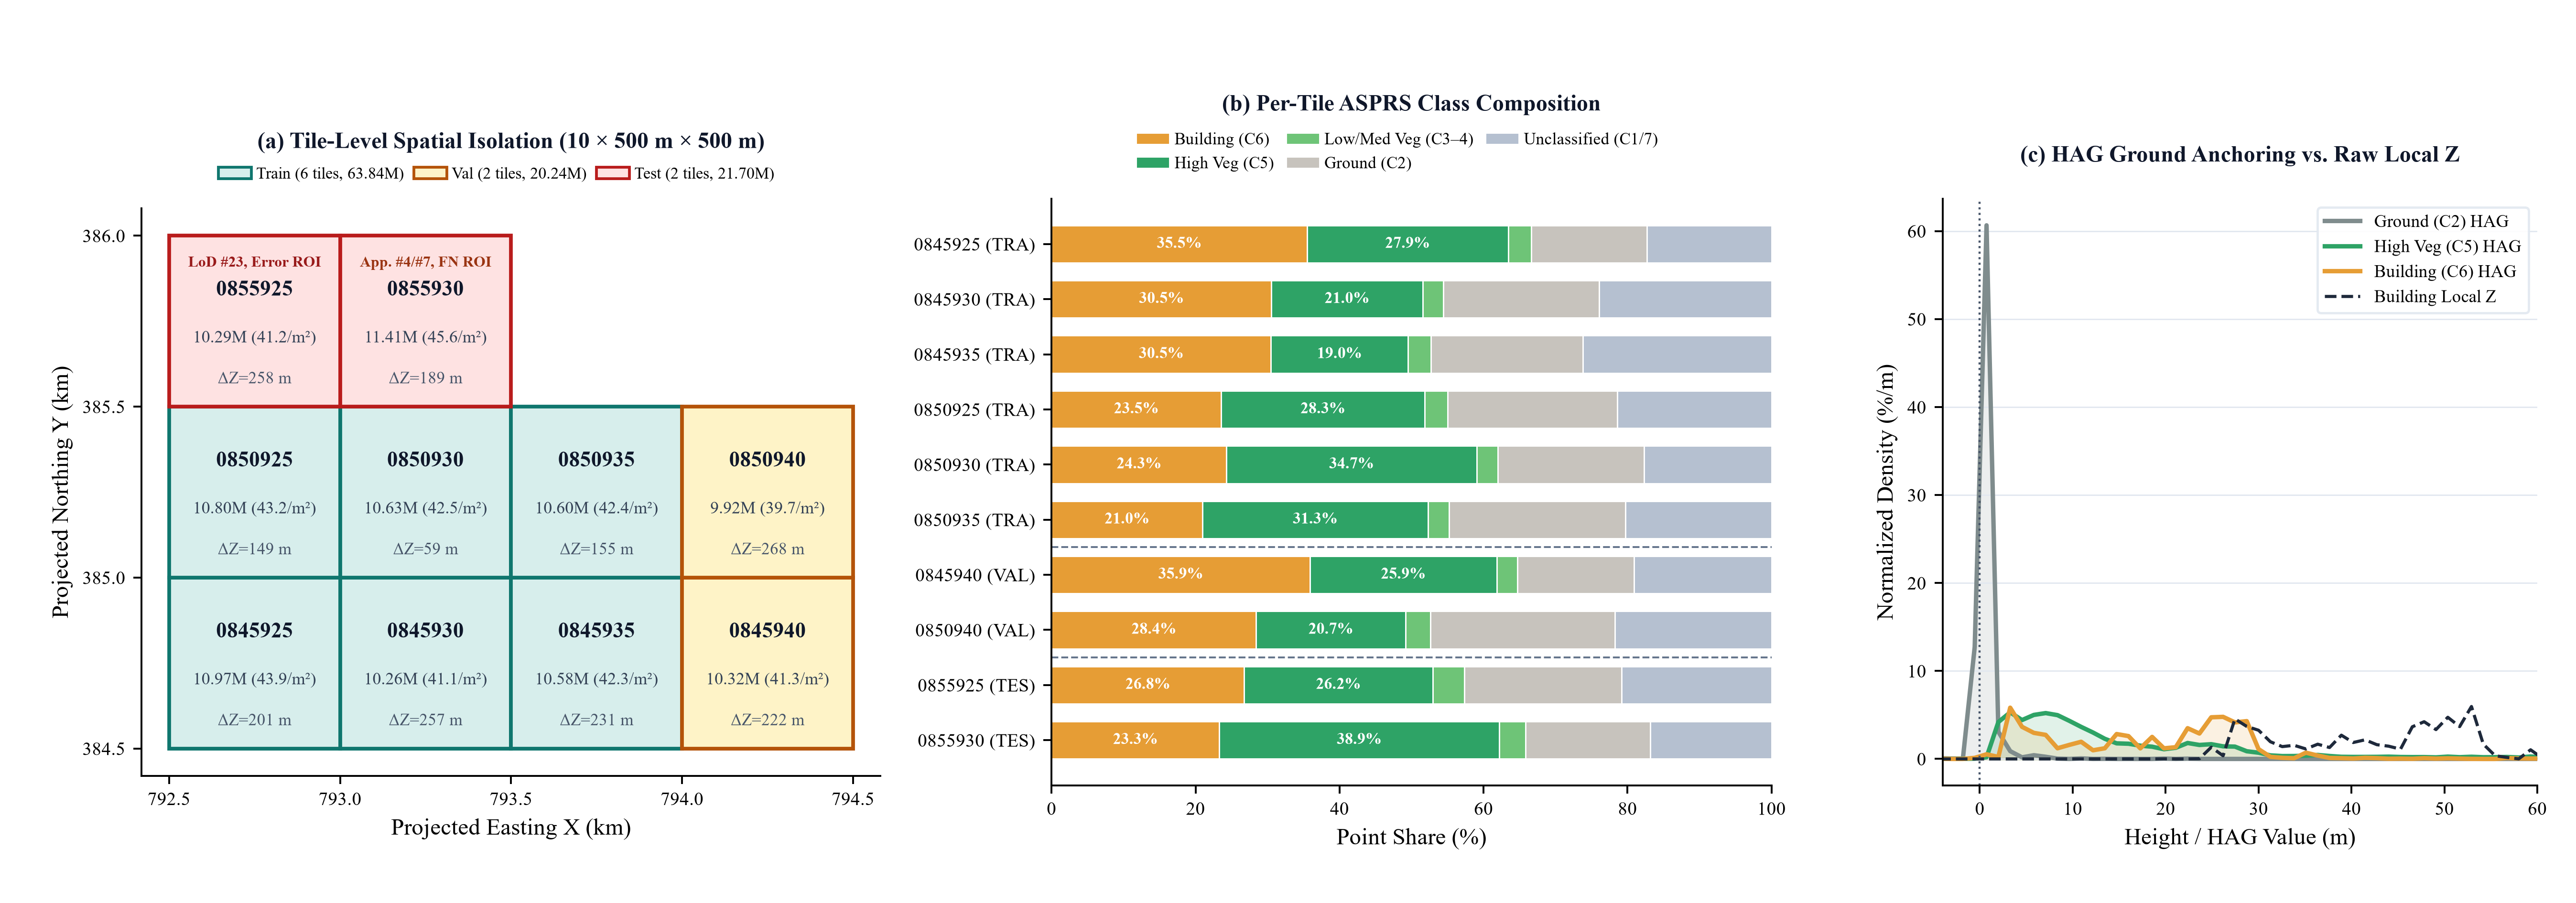 (a) Tile-Level Spatial Isolation (10 × 500 m × 500 m)
Train (6 tiles, 63.84M) Val (2 tiles, 20.24M) Test (2 tiles, 21.70M)
Projected Northing Y (km)
386.0
385.5
385.0
384.5
LoD #23, Error ROI
0855925
10.29M (41.2/m²)
ΔZ=258 m
App. #4/#7, FN ROI
0855930
11.41M (45.6/m²)
ΔZ=189 m
0850925
10.80M (43.2/m²)
ΔZ=149 m
0850930
10.63M (42.5/m²)
ΔZ=59 m
0850935
10.60M (42.4/m²)
ΔZ=155 m
0850940
9.92M (39.7/m²)
ΔZ=268 m
0845925
10.97M (43.9/m²)
ΔZ=201 m
0845930
10.26M (41.1/m²)
ΔZ=257 m
0845935
10.58M (42.3/m²)
ΔZ=231 m
0845940
10.32M (41.3/m²)
ΔZ=222 m
792.5 793.0 793.5 794.0 794.5
Projected Easting X (km)
(b) Per-Tile ASPRS Class Composition
Building (C6) Low/Med Veg (C3–4) Unclassified (C1/7)
High Veg (C5) Ground (C2)
0845925 (TRA) 35.5% 27.9%
0845930 (TRA) 30.5% 21.0%
0845935 (TRA) 30.5% 19.0%
0850925 (TRA) 23.5% 28.3%
0850930 (TRA) 24.3% 34.7%
0850935 (TRA) 21.0% 31.3%
0845940 (VAL) 35.9% 25.9%
0850940 (VAL) 28.4% 20.7%
0855925 (TES) 26.8% 26.2%
0855930 (TES) 23.3% 38.9%
0 20 40 60 80 100
Point Share (%)
(c) HAG Ground Anchoring vs. Raw Local Z
Ground (C2) HAG
High Veg (C5) HAG
Building (C6) HAG
Building Local Z
Normalized Density (%/m)
60
50
40
30
20
10
0
0 10 20 30 40 50 60
Height / HAG Value (m)